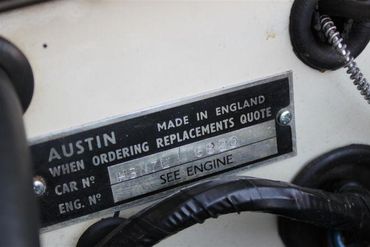 AUSTIN MADE IN ENGLAND
WHEN ORDERING REPLACEMENTS QUOTE
CAR Nº
ENG. Nº SEE ENGINE